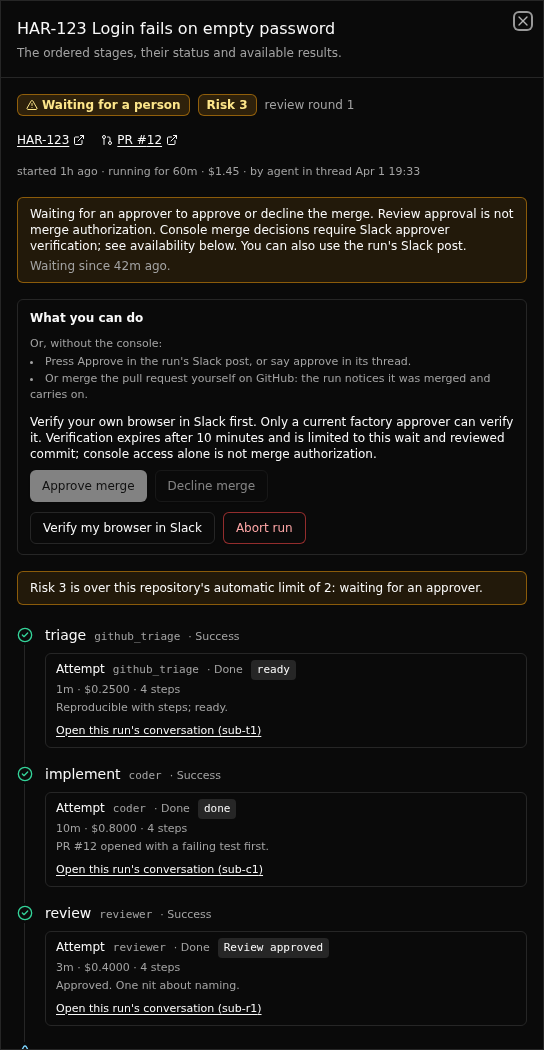 HAR-123 Login fails on empty password
The ordered stages, their status and available results.
Waiting for a person
Risk 3
review round 1
HAR-123
PR #12
started 1h ago · running for 60m · $1.45 · by agent in thread Apr 1 19:33
Waiting for an approver to approve or decline the merge. Review approval is not
merge authorization. Console merge decisions require Slack approver
verification; see availability below. You can also use the run's Slack post.
Waiting since 42m ago.
What you can do
Or, without the console:
• Press Approve in the run's Slack post, or say approve in its thread.
• Or merge the pull request yourself on GitHub: the run notices it was merged and
carries on.
Verify your own browser in Slack first. Only a current factory approver can verify
it. Verification expires after 10 minutes and is limited to this wait and reviewed
commit; console access alone is not merge authorization.
Approve merge
Decline merge
Verify my browser in Slack
Abort run
Risk 3 is over this repository's automatic limit of 2: waiting for an approver.
triage github_triage · Success
Attempt github_triage · Done ready
1m · $0.2500 · 4 steps
Reproducible with steps; ready.
Open this run's conversation (sub-t1)
implement coder · Success
Attempt coder · Done done
10m · $0.8000 · 4 steps
PR #12 opened with a failing test first.
Open this run's conversation (sub-c1)
review reviewer · Success
Attempt reviewer · Done Review approved
3m · $0.4000 · 4 steps
Approved. One nit about naming.
Open this run's conversation (sub-r1)